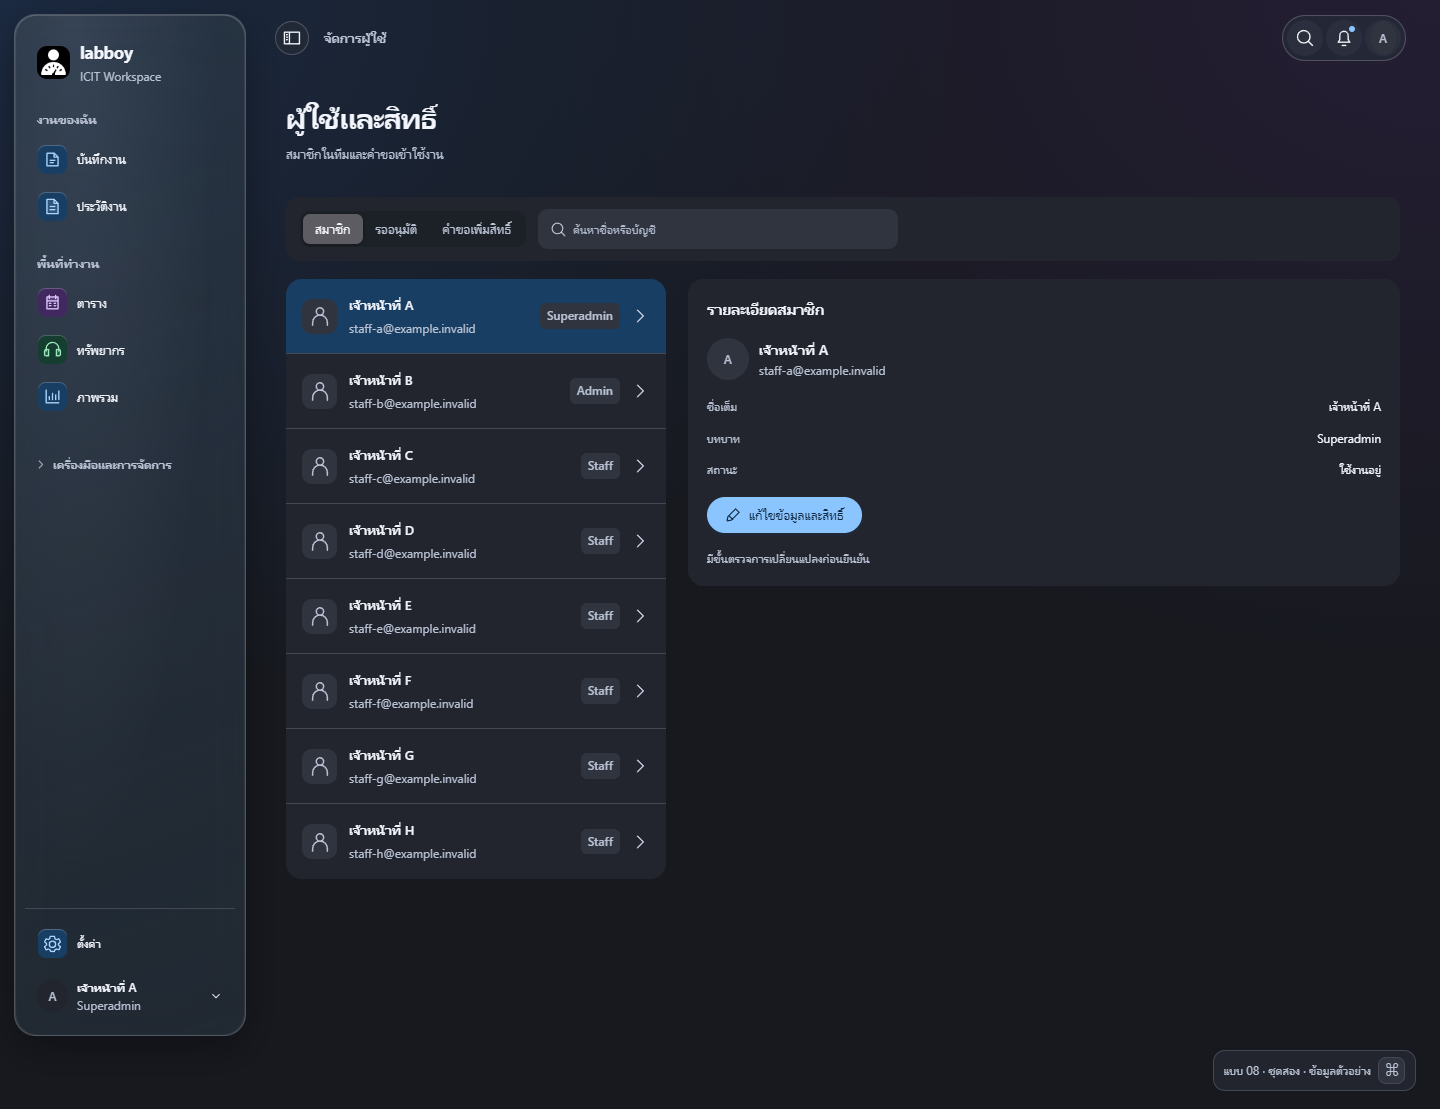 labboy
ICIT Workspace
งานของฉัน
บันทึกงาน
ประวัติงาน
พื้นที่ทำงาน
ตาราง
ทรัพยากร
ภาพรวม
เครื่องมือและการจัดการ
ตั้งค่า
A
เจ้าหน้าที่ A
Superadmin
จัดการผู้ใช้
A
ผู้ใช้และสิทธิ์
สมาชิกในทีมและคำขอเข้าใช้งาน
สมาชิก
รออนุมัติ
คำขอเพิ่มสิทธิ์
ค้นหาชื่อหรือบัญชี
เจ้าหน้าที่ A
staff-a@example.invalid
Superadmin
เจ้าหน้าที่ B
staff-b@example.invalid
Admin
เจ้าหน้าที่ C
staff-c@example.invalid
Staff
เจ้าหน้าที่ D
staff-d@example.invalid
Staff
เจ้าหน้าที่ E
staff-e@example.invalid
Staff
เจ้าหน้าที่ F
staff-f@example.invalid
Staff
เจ้าหน้าที่ G
staff-g@example.invalid
Staff
เจ้าหน้าที่ H
staff-h@example.invalid
Staff
รายละเอียดสมาชิก
A
เจ้าหน้าที่ A
staff-a@example.invalid
ชื่อเต็ม เจ้าหน้าที่ A
บทบาท Superadmin
สถานะ ใช้งานอยู่
แก้ไขข้อมูลและสิทธิ์
มีขั้นตรวจการเปลี่ยนแปลงก่อนยืนยัน
แบบ 08 · ชุดสอง · ข้อมูลตัวอย่าง ⌘